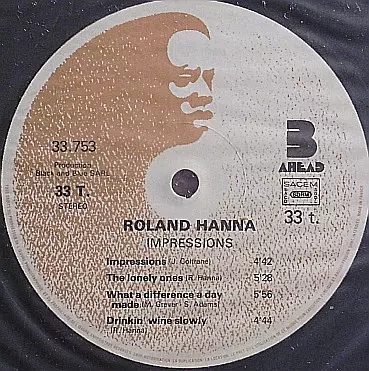 33.753
Production
Black and Blue SARL
33 T.
STEREO
B
AHEAD
SACEM
BIEM
33 t.
ROLAND HANNA
IMPRESSIONS
Impressions (J. Coltrane) 4'42
The lonely ones (R. Hanna) 5'28
What a difference a day
made (M. Grever - S. Adams) 5'56
Drinkin' wine slowly 4'44
(R. Hanna)